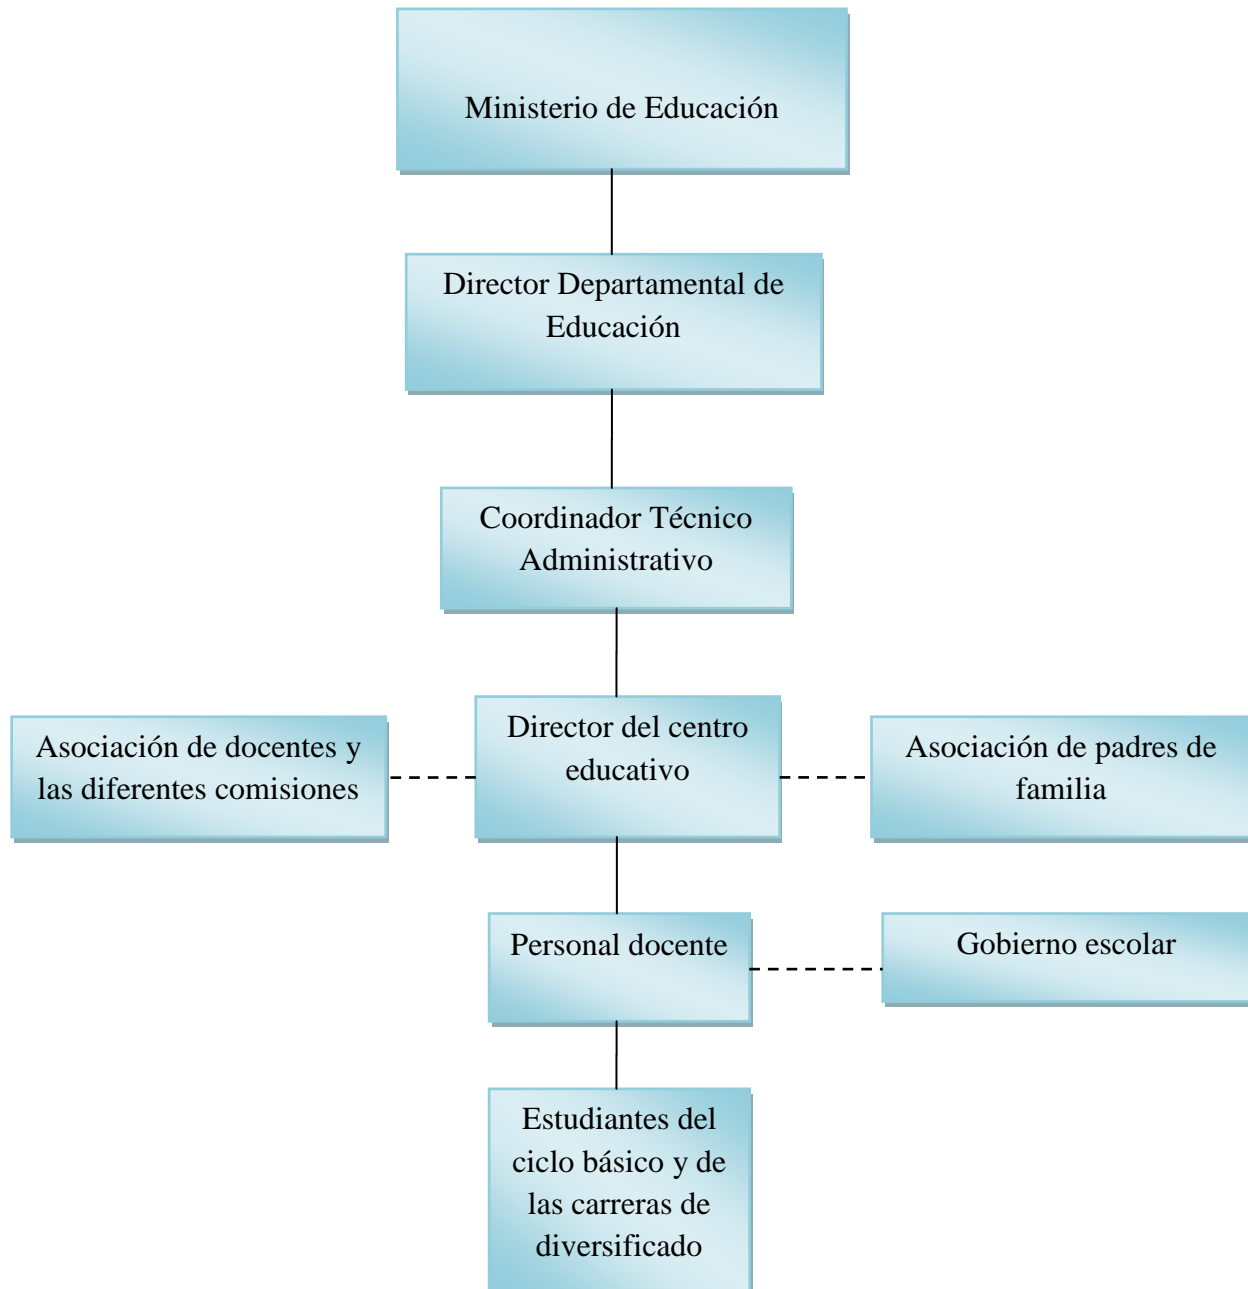 Ministerio de Educación
Director Departamental de
Educación
Coordinador Técnico
Administrativo
Asociación de docentes y
las diferentes comisiones
Director del centro
educativo
Asociación de padres de
familia
Personal docente
Gobierno escolar
Estudiantes del
ciclo básico y de
las carreras de
diversificado